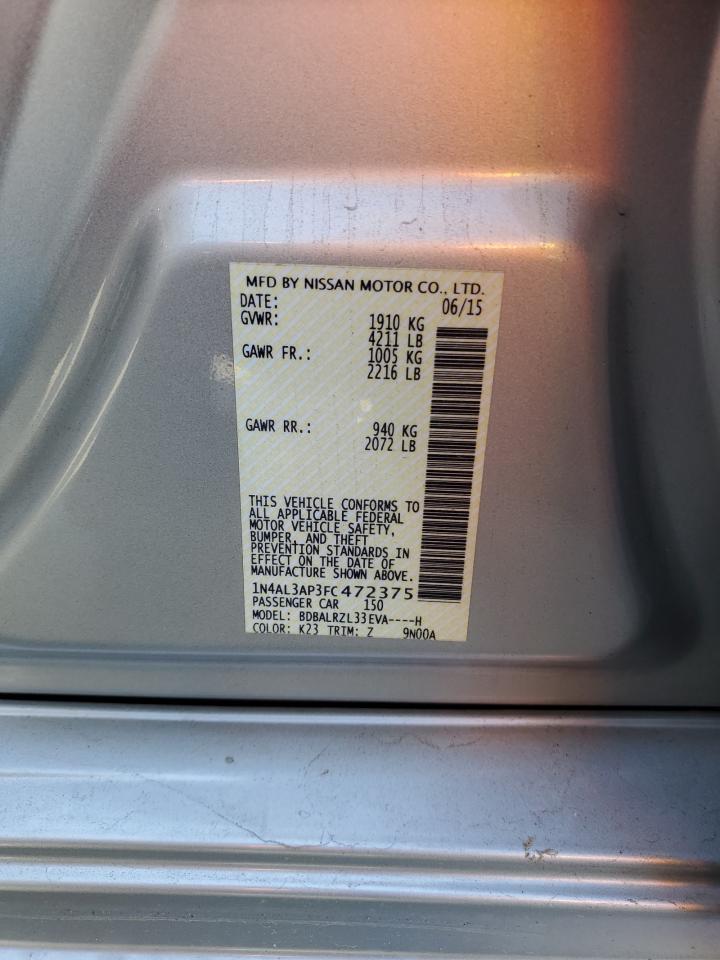 MFD BY NISSAN MOTOR CO., LTD.
DATE: 06/15
GVWR: 1910 KG
4211 LB
GAWR FR.: 1005 KG
2216 LB
GAWR RR.: 940 KG
2072 LB
THIS VEHICLE CONFORMS TO
ALL APPLICABLE FEDERAL
MOTOR VEHICLE SAFETY,
BUMPER, AND THEFT
PREVENTION STANDARDS IN
EFFECT ON THE DATE OF
MANUFACTURE SHOWN ABOVE.
1N4AL3AP3FC472375
PASSENGER CAR 150
MODEL: BDBALRZL33EVA----H
COLOR: K23 TRIM: Z 9N00A